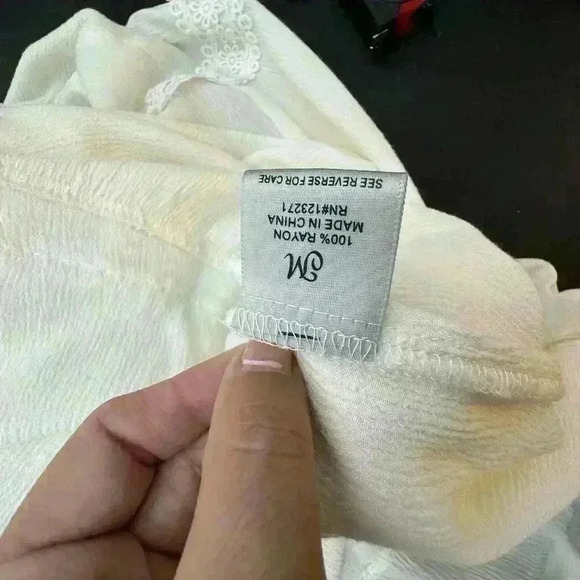 M
100% RAYON
MADE IN CHINA
RN#123271
SEE REVERSE FOR CARE